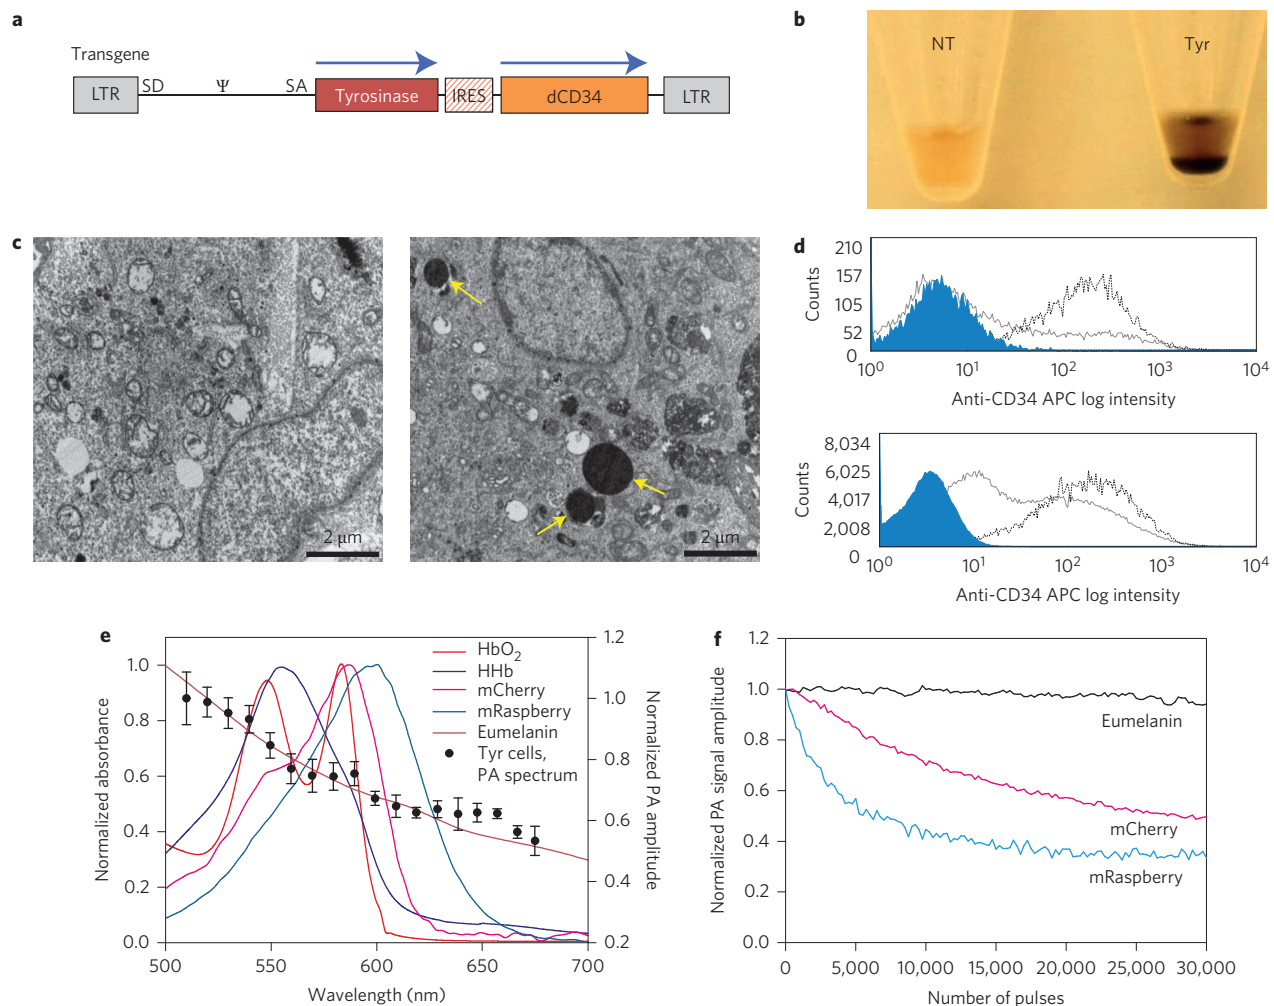 a
Transgene
LTR SD Ψ SA Tyrosinase IRES dCD34 LTR
b
NT Tyr
c
2 μm
2 μm
d
Counts
210
157
105
52
0
10⁰ 10¹ 10² 10³ 10⁴
Anti-CD34 APC log intensity
Counts
8,034
6,025
4,017
2,008
0
10⁰ 10¹ 10² 10³ 10⁴
Anti-CD34 APC log intensity
e
Normalized absorbance
1.0
0.8
0.6
0.4
0.2
0.0
HbO₂
HHb
mCherry
mRaspberry
Eumelanin
Tyr cells,
PA spectrum
1.2
1.0
0.8
0.6
0.4
0.2
Normalized PA amplitude
500 550 600 650 700
Wavelength (nm)
f
Normalized PA signal amplitude
1.2
1.0
0.8
0.6
0.4
0.2
0.0
Eumelanin
mCherry
mRaspberry
0 5,000 10,000 15,000 20,000 25,000 30,000
Number of pulses